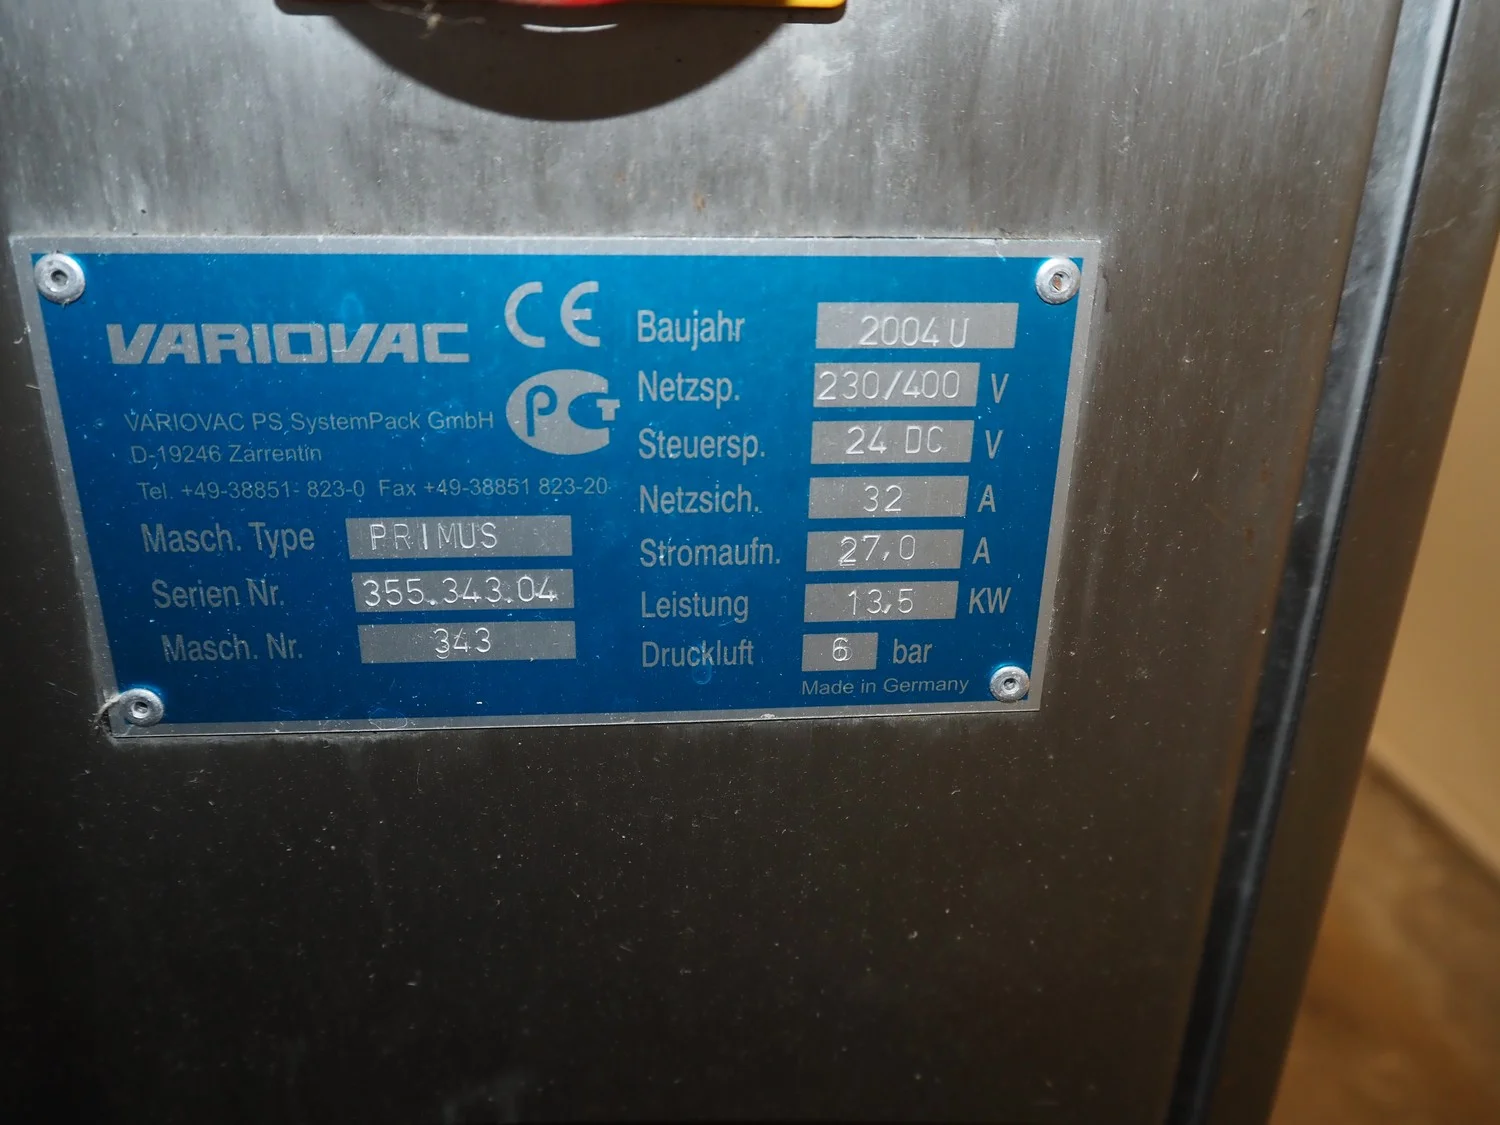 VARIOVAC
CE
PCT
VARIOVAC PS SystemPack GmbH
D-19246 Zarrentin
Tel. +49-38851- 823-0 Fax +49-38851 823-20
Masch. Type PRIMUS
Serien Nr. 355.343.04
Masch. Nr. 343
Baujahr 2004 U
Netzsp. 230/400 V
Steuersp. 24 DC V
Netzsich. 32 A
Stromaufn. 27,0 A
Leistung 13,5 KW
Druckluft 6 bar
Made in Germany